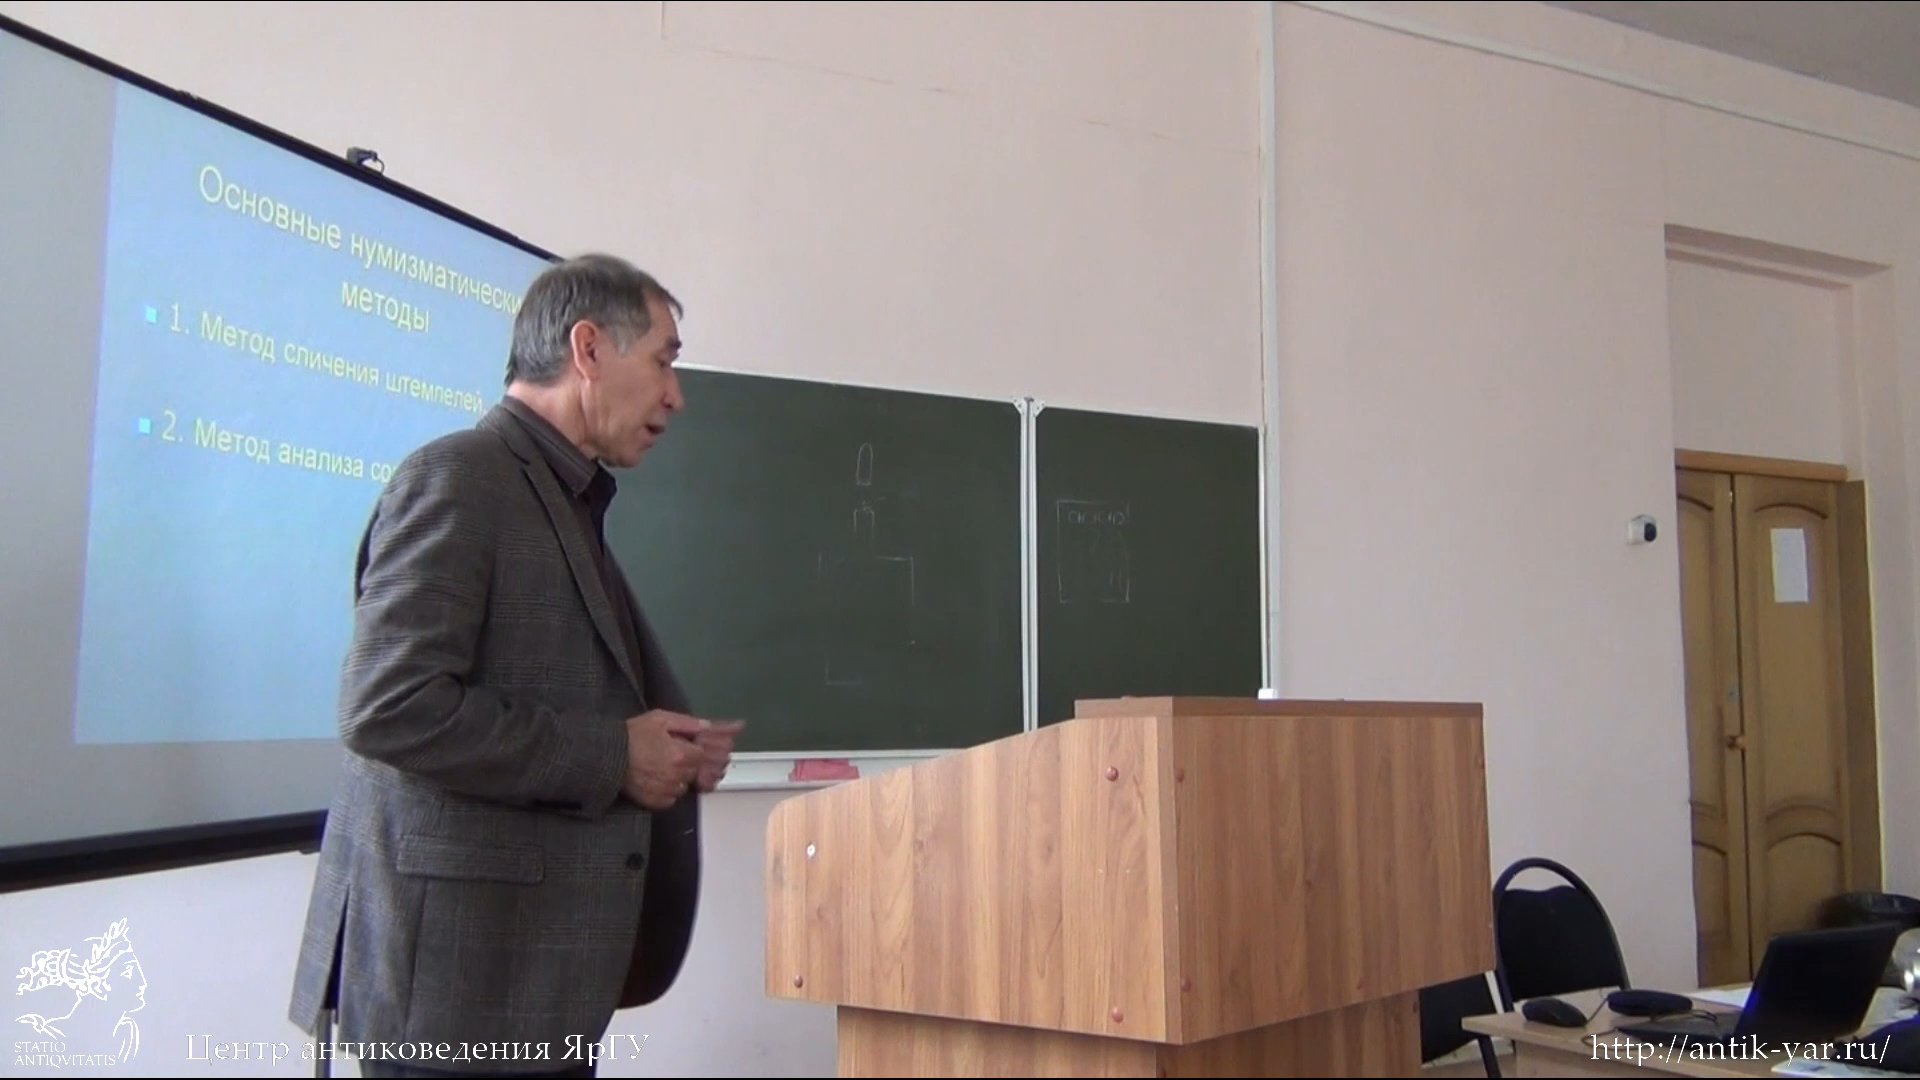 Основные нумизматически
методы
1. Метод сличения штемпелей.
2. Метод анализа со
STATIO
ANTIQVITATIS
Центр антиковедения ЯрГУ
http://antik-yar.ru/